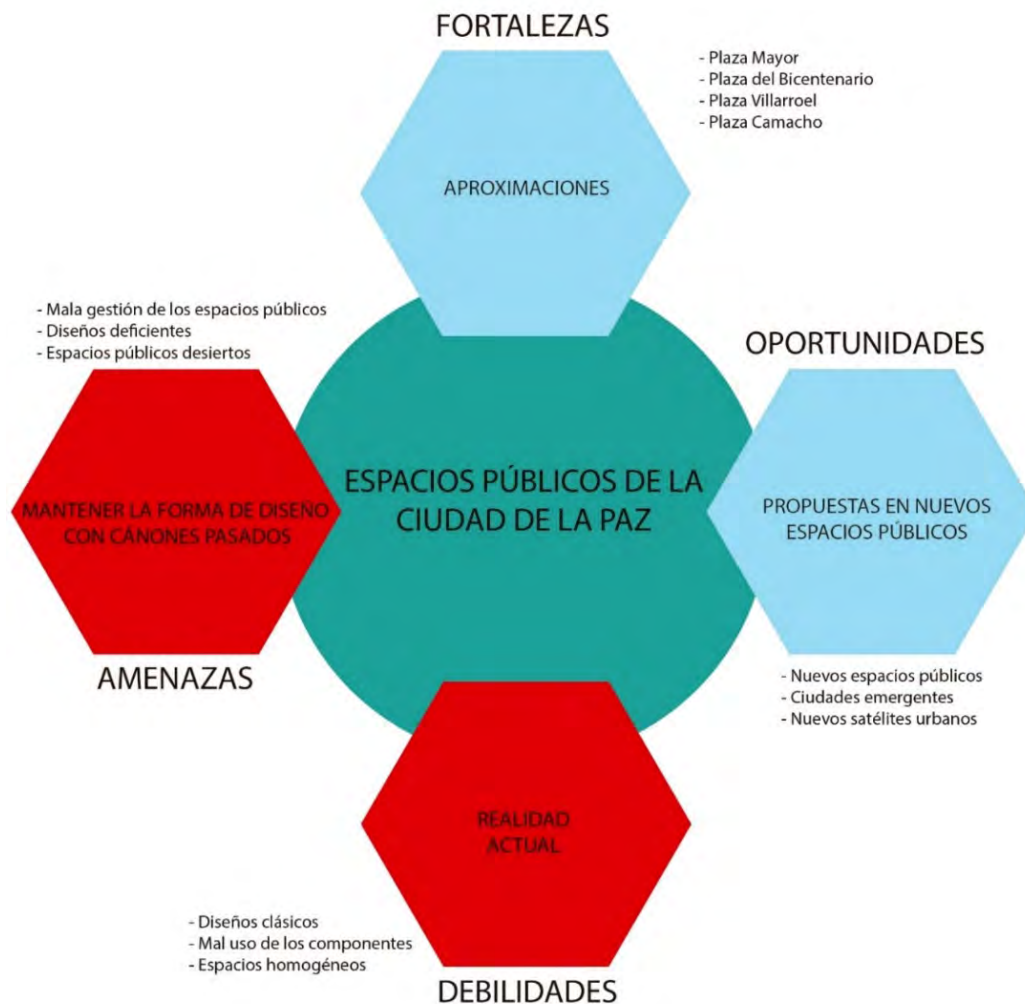 FORTALEZAS
- Plaza Mayor
- Plaza del Bicentenario
- Plaza Villarroel
- Plaza Camacho
APROXIMACIONES
- Mala gestión de los espacios públicos
- Diseños deficientes
- Espacios públicos desiertos
OPORTUNIDADES
MANTENER LA FORMA DE DISEÑO
CON CÁNONES PASADOS
ESPACIOS PÚBLICOS DE LA
CIUDAD DE LA PAZ
PROPUESTAS EN NUEVOS
ESPACIOS PÚBLICOS
AMENAZAS
- Nuevos espacios públicos
- Ciudades emergentes
- Nuevos satélites urbanos
REALIDAD
ACTUAL
- Diseños clásicos
- Mal uso de los componentes
- Espacios homogéneos
DEBILIDADES